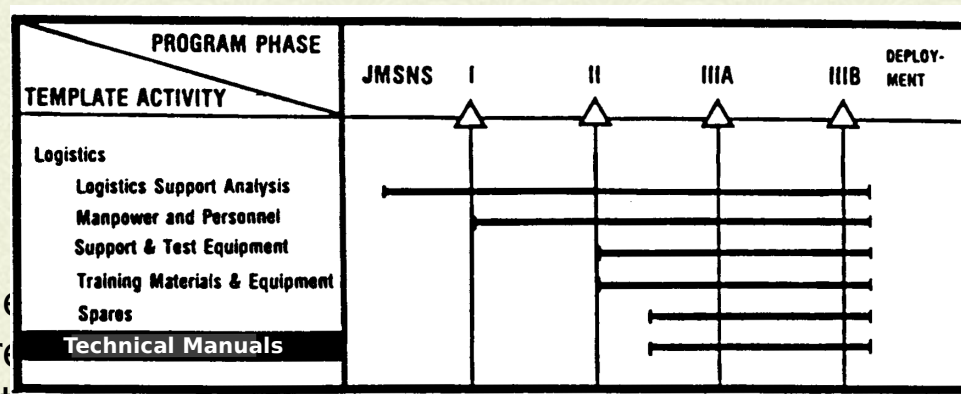 PROGRAM PHASE
TEMPLATE ACTIVITY
JMSNS I II IIIA IIIB DEPLOY-
MENT
Logistics
Logistics Support Analysis
Manpower and Personnel
Support & Test Equipment
Training Materials & Equipment
Spares
Technical Manuals